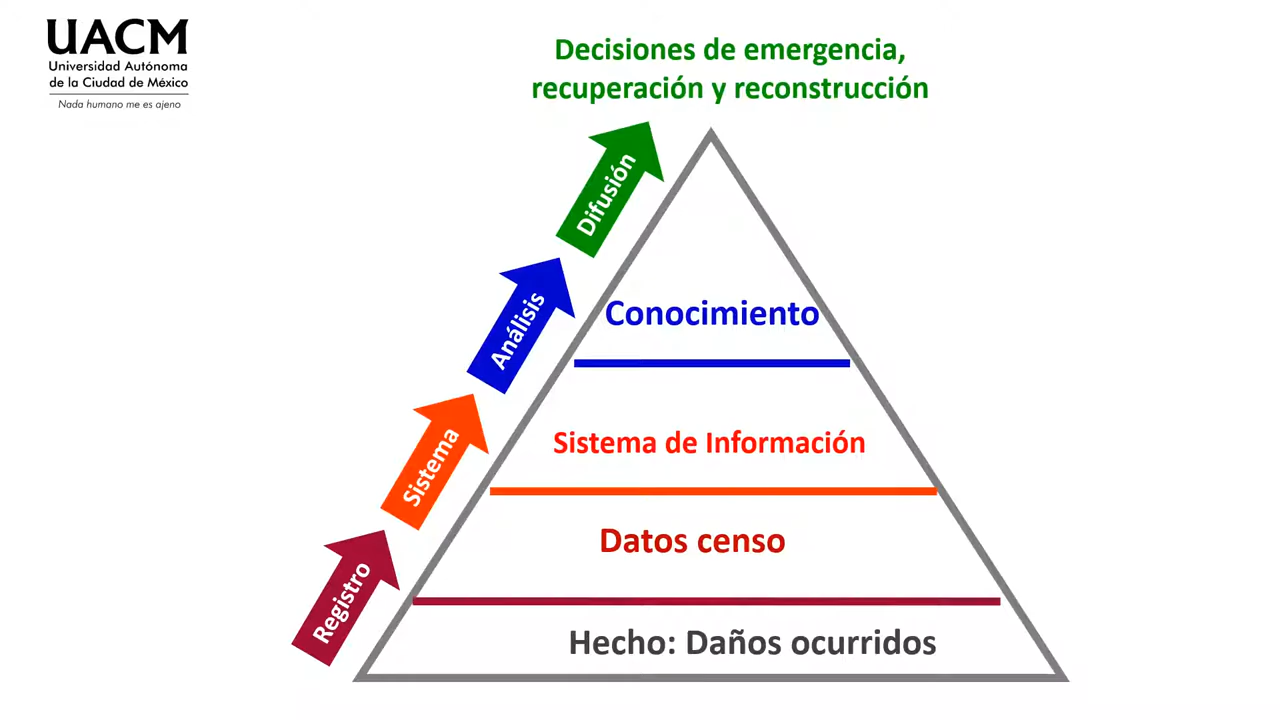 UACM
Universidad Autónoma
de la Ciudad de México
Nada humano me es ajeno
Decisiones de emergencia,
recuperación y reconstrucción
Difusión
Análisis
Sistema
Registro
Conocimiento
Sistema de Información
Datos censo
Hecho: Daños ocurridos